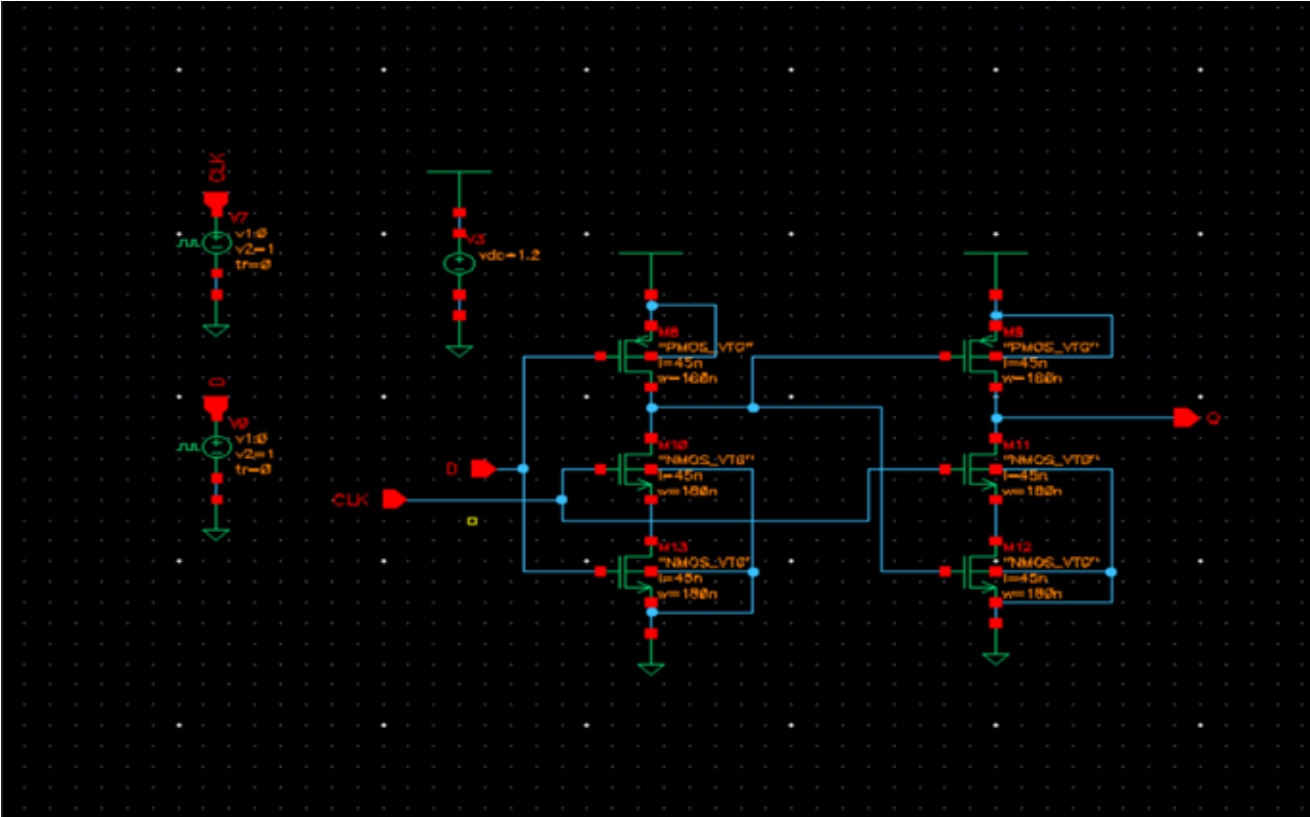 CLK
V7
v1:0
v2=1
tr=0
V3
vdc=1.2
D
V0
v1:0
v2=1
tr=0
D
CLK
M8
"PMOS_VTG"
l=45n
w=180n
M10
"NMOS_VTG"
l=45n
w=180n
M13
"NMOS_VTG"
l=45n
w=180n
M9
"PMOS_VTG"
l=45n
w=180n
M11
"NMOS_VTG"
l=45n
w=180n
M12
"NMOS_VTG"
l=45n
w=180n
Q